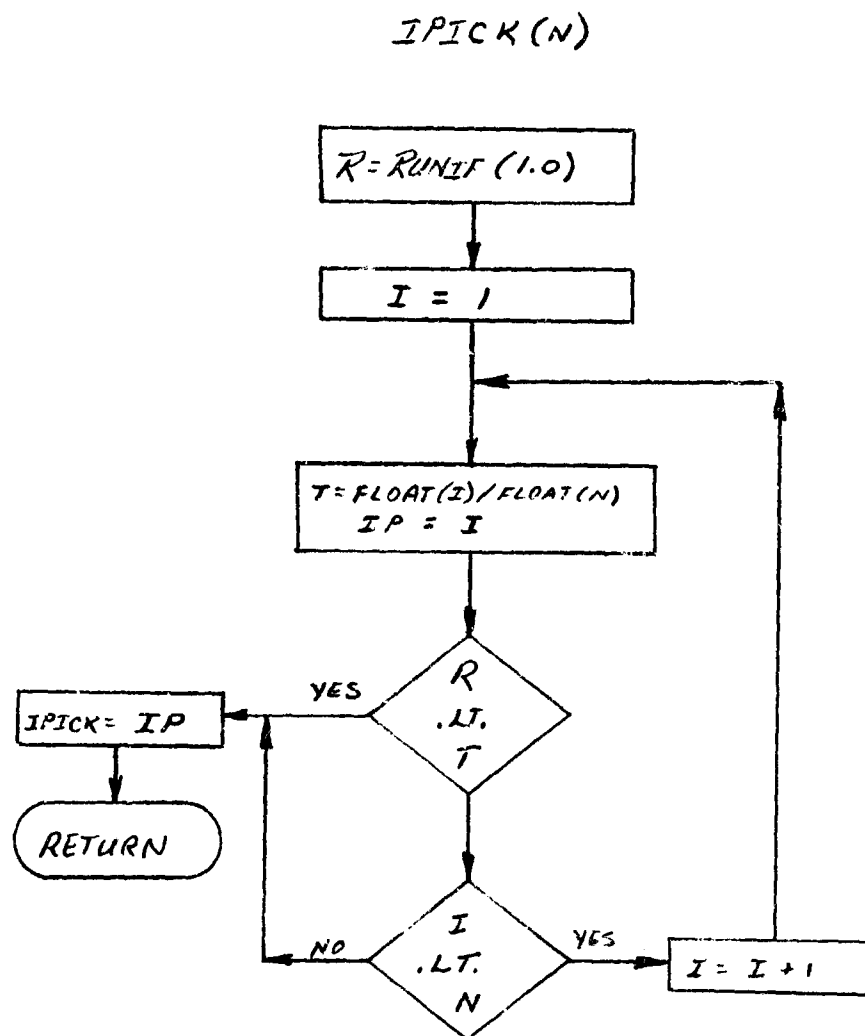 IPICK(N)
R=RUNIF(1.0)
I = 1
T=FLOAT(I)/FLOAT(N)
IP = I
R
.LT.
T
YES
IPICK= IP
RETURN
I
.LT.
N
NO
YES
I = I + 1